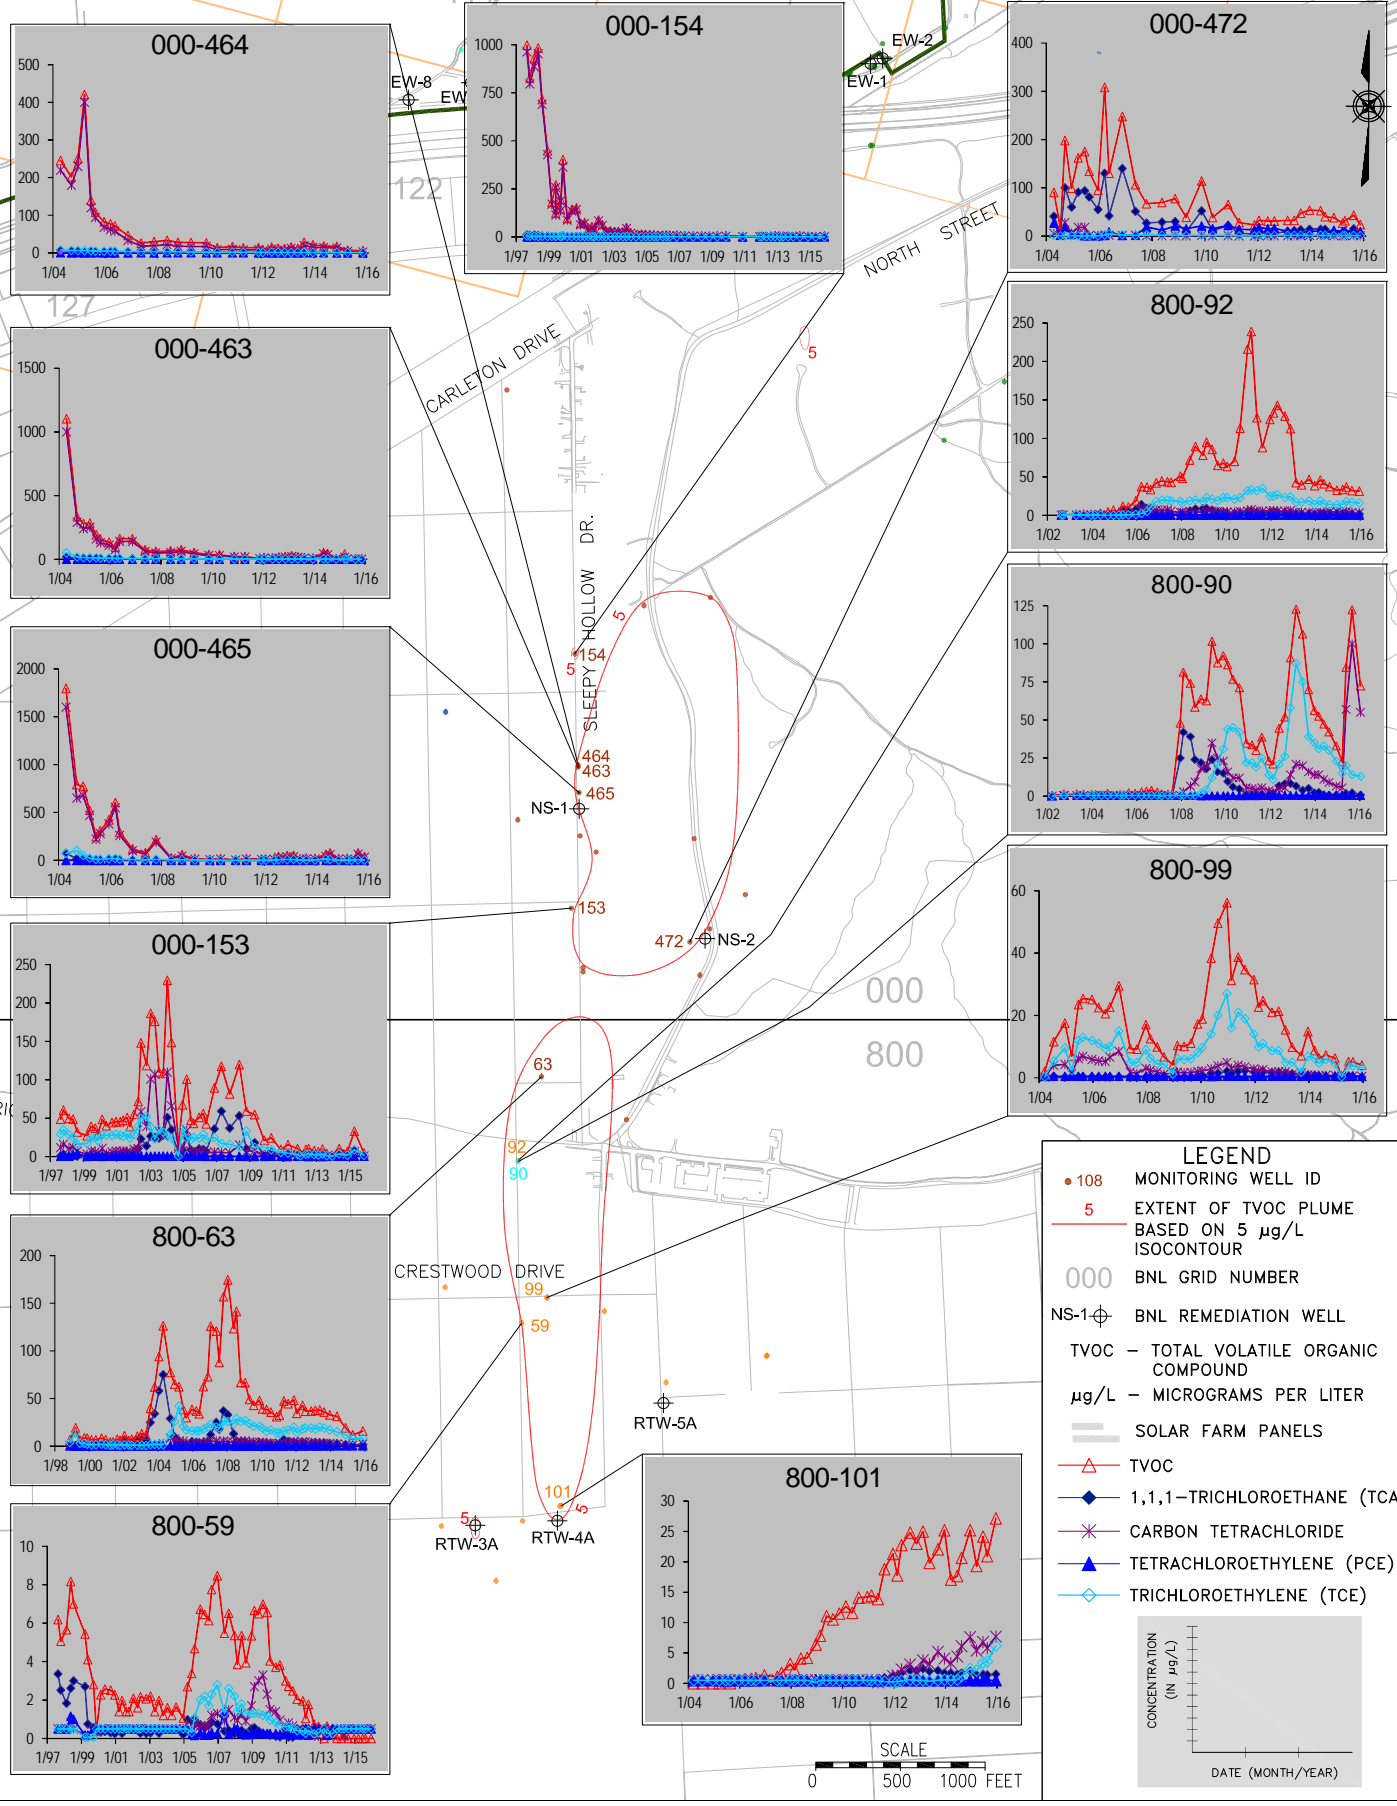 000-464
500
400
300
200
100
0
1/04 1/06 1/08 1/10 1/12 1/14 1/16
000-154
1000
750
500
250
0
1/97 1/99 1/01 1/03 1/05 1/07 1/09 1/11 1/13 1/15
000-472
400
300
200
100
0
1/04 1/06 1/08 1/10 1/12 1/14 1/16
EW-8
EW
EW-2
EW-1
122
127
NORTH STREET
CARLETON DRIVE
SLEEPY HOLLOW DR.
5
000-463
1500
1000
500
0
1/04 1/06 1/08 1/10 1/12 1/14 1/16
800-92
250
200
150
100
50
0
1/02 1/04 1/06 1/08 1/10 1/12 1/14 1/16
000-465
2000
1500
1000
500
0
1/04 1/06 1/08 1/10 1/12 1/14 1/16
800-90
125
100
75
50
25
0
1/02 1/04 1/06 1/08 1/10 1/12 1/14 1/16
5
154
5
464
463
465
NS-1
153
472
NS-2
000
800
000-153
250
200
150
100
50
0
1/97 1/99 1/01 1/03 1/05 1/07 1/09 1/11 1/13 1/15
800-99
60
40
20
0
1/04 1/06 1/08 1/10 1/12 1/14 1/16
63
92
90
CRESTWOOD DRIVE
99
59
RTW-5A
101
5
5
RTW-3A
RTW-4A
800-63
200
150
100
50
0
1/98 1/00 1/02 1/04 1/06 1/08 1/10 1/12 1/14 1/16
800-59
10
8
6
4
2
0
1/97 1/99 1/01 1/03 1/05 1/07 1/09 1/11 1/13 1/15
800-101
30
25
20
15
10
5
0
1/04 1/06 1/08 1/10 1/12 1/14 1/16
SCALE
0 500 1000 FEET
LEGEND
108 MONITORING WELL ID
5 EXTENT OF TVOC PLUME
BASED ON 5 µg/L
ISOCONTOUR
000 BNL GRID NUMBER
NS-1 BNL REMEDIATION WELL
TVOC – TOTAL VOLATILE ORGANIC
COMPOUND
µg/L – MICROGRAMS PER LITER
SOLAR FARM PANELS
TVOC
1,1,1-TRICHLOROETHANE (TCA
CARBON TETRACHLORIDE
TETRACHLOROETHYLENE (PCE)
TRICHLOROETHYLENE (TCE)
CONCENTRATION
(IN µg/L)
DATE (MONTH/YEAR)